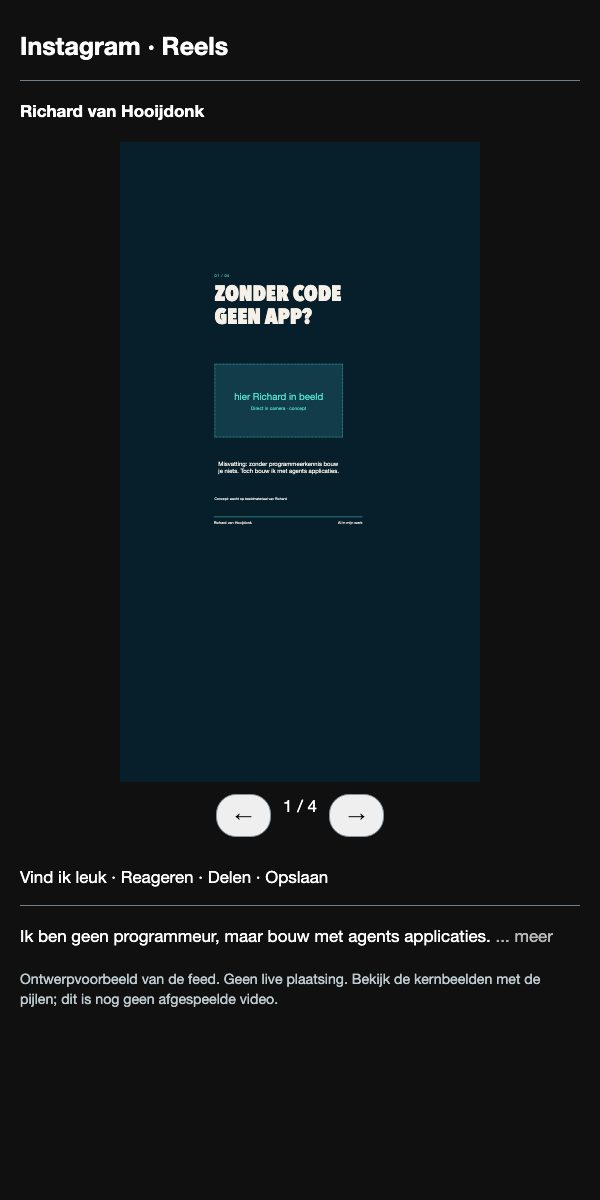 Instagram · Reels
Richard van Hooijdonk
01 / 04
ZONDER CODE
GEEN APP?
hier Richard in beeld
Direct in camera · concept
Misvatting: zonder programmeerkennis bouw
je niets. Toch bouw ik met agents applicaties.
Concept: wacht op beeldmateriaal van Richard
Richard van Hooijdonk
AI in mijn werk
← 1 / 4 →
Vind ik leuk · Reageren · Delen · Opslaan
Ik ben geen programmeur, maar bouw met agents applicaties. ... meer
Ontwerpvoorbeeld van de feed. Geen live plaatsing. Bekijk de kernbeelden met de
pijlen; dit is nog geen afgespeelde video.